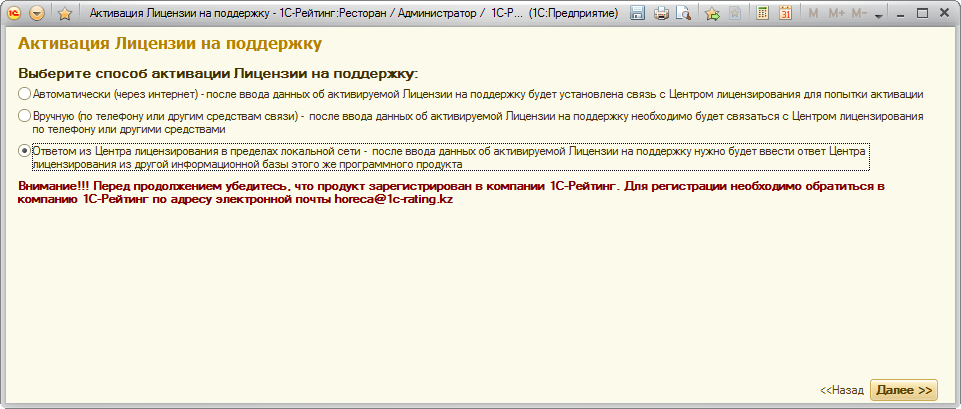 Активация Лицензии на поддержку - 1С-Рейтинг:Ресторан / Администратор / 1С-Р... (1С:Предприятие)
M M+ M-
Активация Лицензии на поддержку
Выберите способ активации Лицензии на поддержку:
Автоматически (через интернет) - после ввода данных об активируемой Лицензии на поддержку будет установлена связь с Центром лицензирования для попытки активации
Вручную (по телефону или другим средствам связи) - после ввода данных об активируемой Лицензии на поддержку необходимо будет связаться с Центром лицензирования
по телефону или другими средствами
Ответом из Центра лицензирования в пределах локальной сети - после ввода данных об активируемой Лицензии на поддержку нужно будет ввести ответ Центра
лицензирования из другой информационной базы этого же программного продукта
Внимание!!! Перед продолжением убедитесь, что продукт зарегистрирован в компании 1С-Рейтинг. Для регистрации необходимо обратиться в
компанию 1С-Рейтинг по адресу электронной почты horeca@1c-rating.kz
<<Назад Далее >>